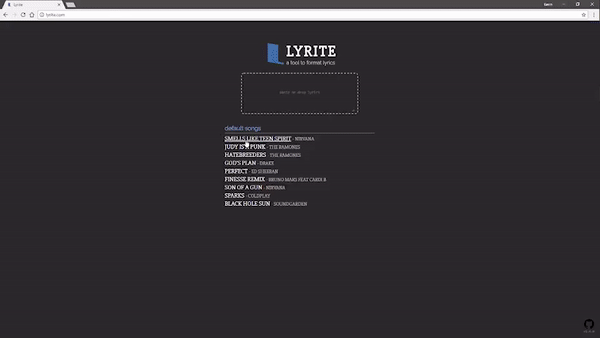 Lyrite
lyrite.com
LYRITE
a tool to format lyrics
default songs
SMELLS LIKE TEEN SPIRIT - NIRVANA
JUDY IS A PUNK - THE RAMONES
HATEBREEDERS - THE RAMONES
GOD'S PLAN - DRAKE
PERFECT - ED SHEERAN
FINESSE REMIX - BRUNO MARS FEAT CARDI B
SON OF A GUN - NIRVANA
SPARKS - COLDPLAY
BLACK HOLE SUN - SOUNDGARDEN